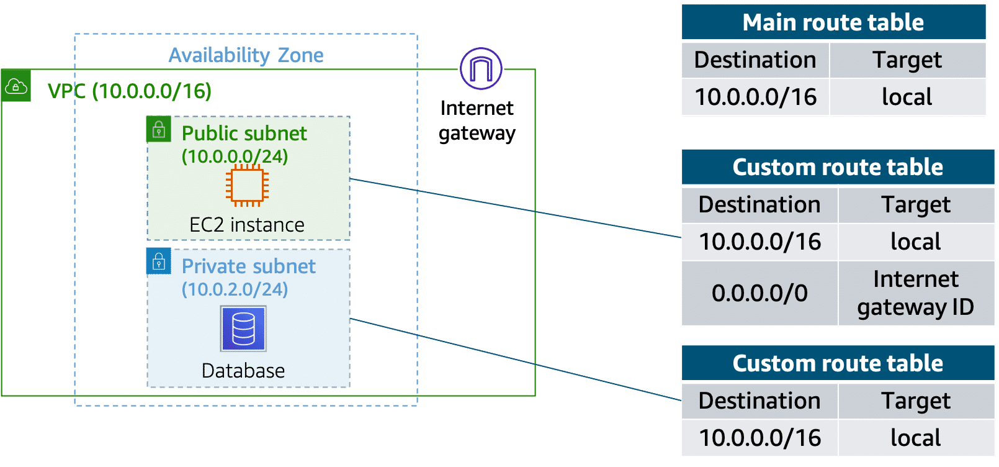 Availability Zone
VPC (10.0.0.0/16)
Internet
gateway
Public subnet
(10.0.0.0/24)
EC2 instance
Private subnet
(10.0.2.0/24)
Database
Main route table
Destination Target
10.0.0.0/16 local
Custom route table
Destination Target
10.0.0.0/16 local
0.0.0.0/0 Internet
gateway ID
Custom route table
Destination Target
10.0.0.0/16 local